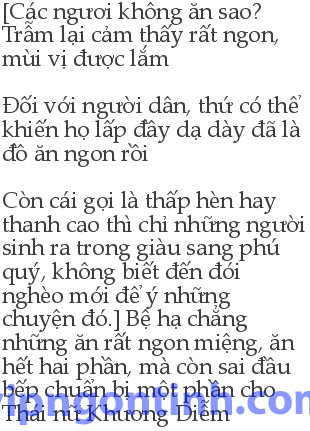 [Các ngươi không ăn sao?
Trẫm lại cảm thấy rất ngon,
mùi vị được lắm
Đối với người dân, thứ có thể
khiến họ lấp đầy dạ dày đã là
đồ ăn ngon rồi
Còn cái gọi là thấp hèn hay
thanh cao thì chỉ những người
sinh ra trong giàu sang phú
quý, không biết đến đói
nghèo mới để ý những
chuyện đó.] Bệ hạ chẳng
những ăn rất ngon miệng, ăn
hết hai phần, mà còn sai đầu
bếp chuẩn bị một phần cho
Thái nữ Khương Diễm
vipngontinh.com